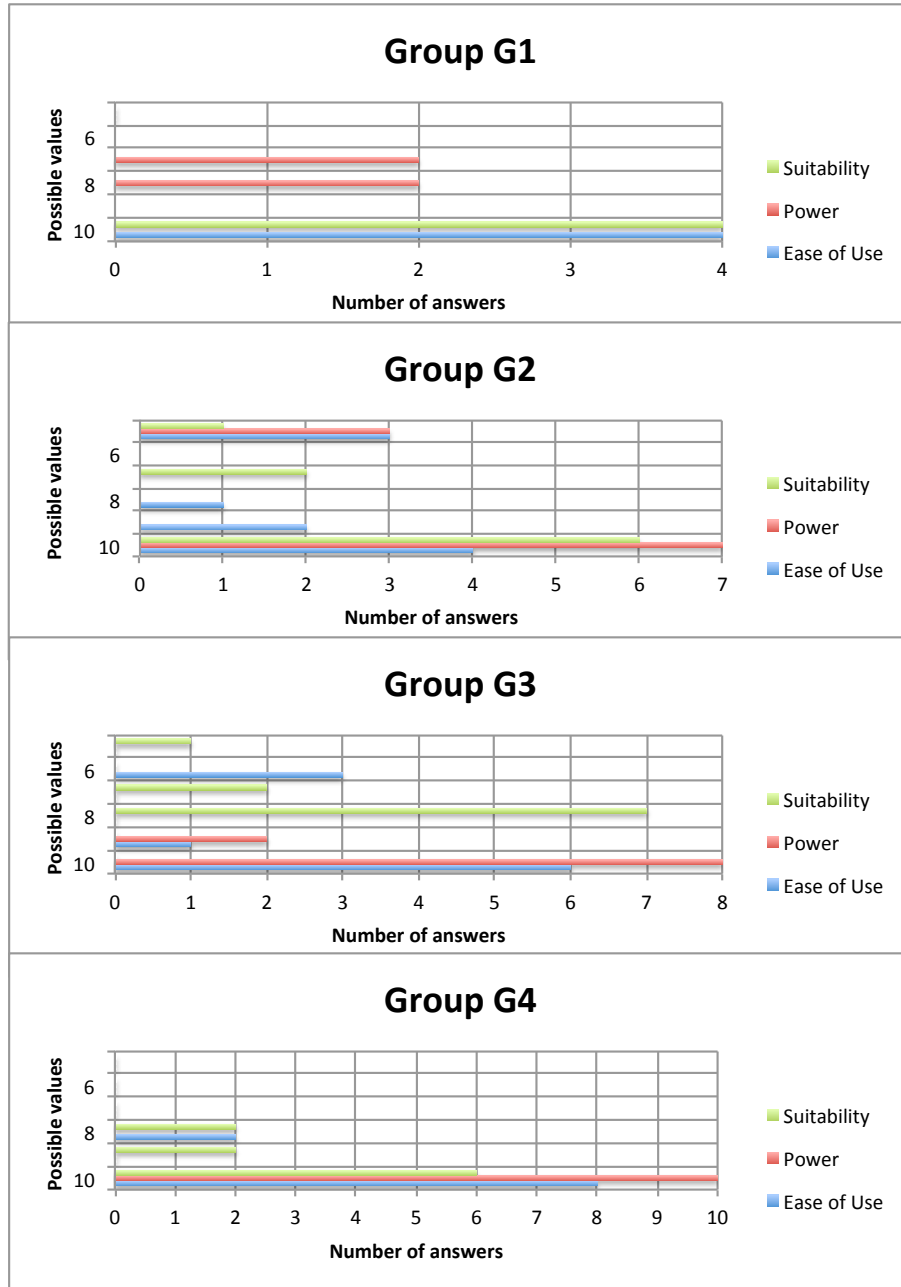 Group G1
Possible values
6
8
10
0 1 2 3 4
Number of answers
Suitability
Power
Ease of Use
Group G2
Possible values
6
8
10
0 1 2 3 4 5 6 7
Number of answers
Suitability
Power
Ease of Use
Group G3
Possible values
6
8
10
0 1 2 3 4 5 6 7 8
Number of answers
Suitability
Power
Ease of Use
Group G4
Possible values
6
8
10
0 1 2 3 4 5 6 7 8 9 10
Number of answers
Suitability
Power
Ease of Use